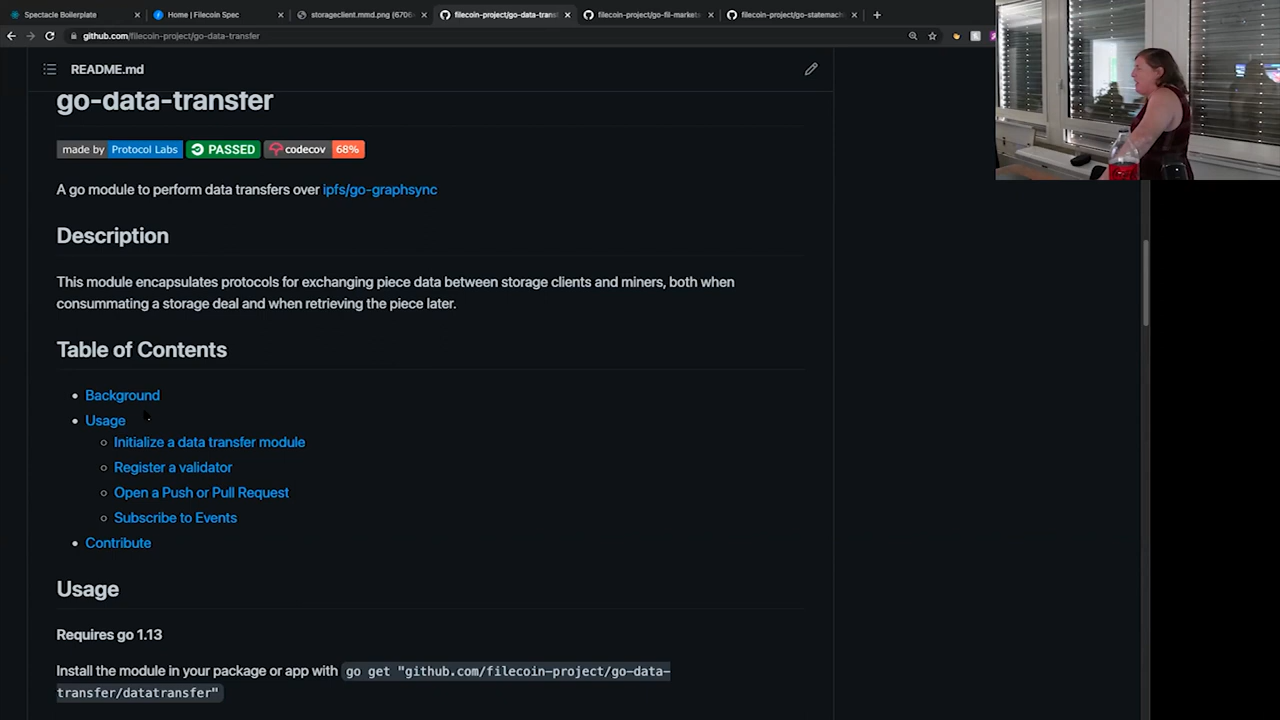 Spectacle Boilerplate
Home | Filecoin Spec
storageclient.mmd.png (6706
filecoin-project/go-data-transf
filecoin-project/go-fil-markets
filecoin-project/go-statemach
github.com/filecoin-project/go-data-transfer
README.md
go-data-transfer
made by Protocol Labs PASSED codecov 68%
A go module to perform data transfers over ipfs/go-graphsync
Description
This module encapsulates protocols for exchanging piece data between storage clients and miners, both when
consummating a storage deal and when retrieving the piece later.
Table of Contents
Background
Usage
Initialize a data transfer module
Register a validator
Open a Push or Pull Request
Subscribe to Events
Contribute
Usage
Requires go 1.13
Install the module in your package or app with go get "github.com/filecoin-project/go-data-
transfer/datatransfer"